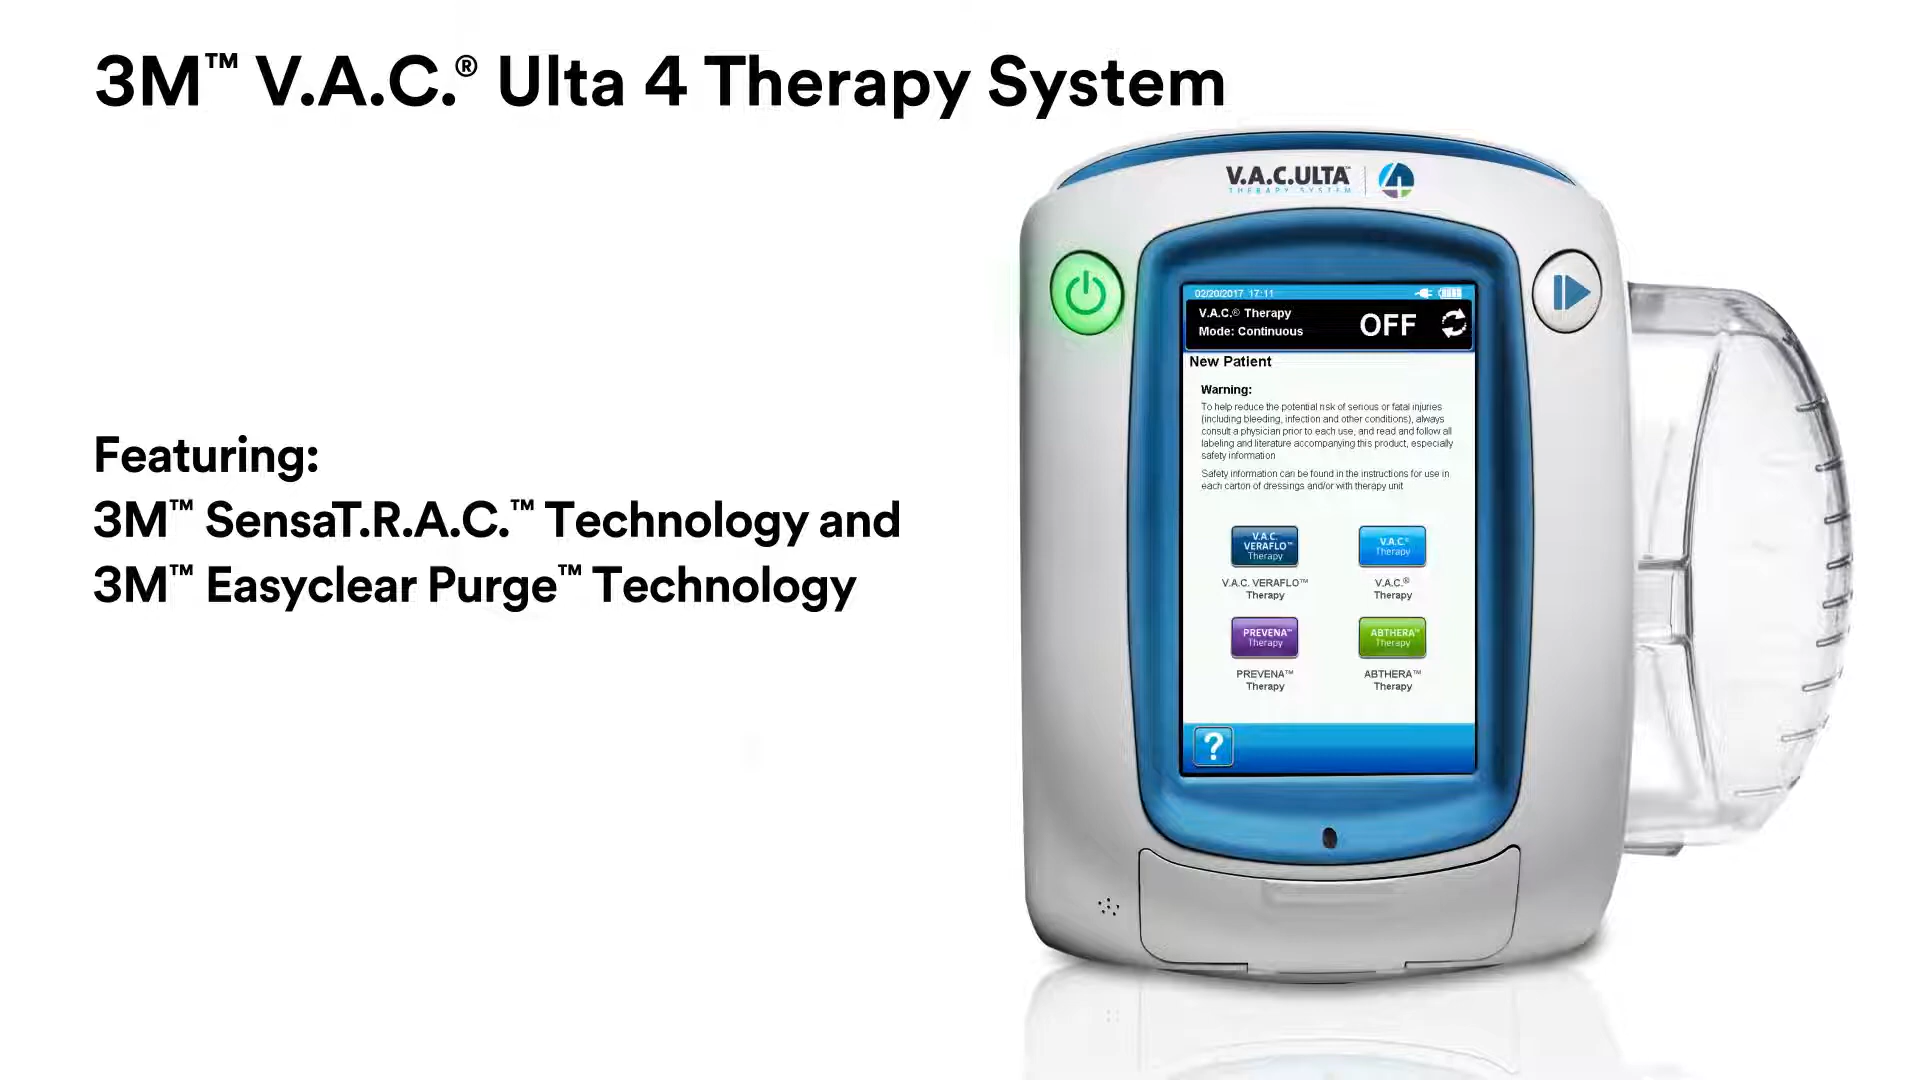 3M™ V.A.C.® Ulta 4 Therapy System
Featuring:
3M™ SensaT.R.A.C.™ Technology and
3M™ Easyclear Purge™ Technology
V.A.C.ULTA™ 4
THERAPY SYSTEM
02/20/2017 17:11
V.A.C.® Therapy
Mode: Continuous
OFF
New Patient
Warning:
To help reduce the potential risk of serious or fatal injuries
(including bleeding, infection and other conditions), always
consult a physician prior to each use, and read and follow all
labeling and literature accompanying this product, especially
safety information
Safety information can be found in the instructions for use in
each carton of dressings and/or with therapy unit
V.A.C.
VERAFLO™
Therapy
V.A.C. VERAFLO™
Therapy
V.A.C.®
Therapy
V.A.C.®
Therapy
PREVENA™
Therapy
PREVENA™
Therapy
ABTHERA™
Therapy
ABTHERA™
Therapy
?